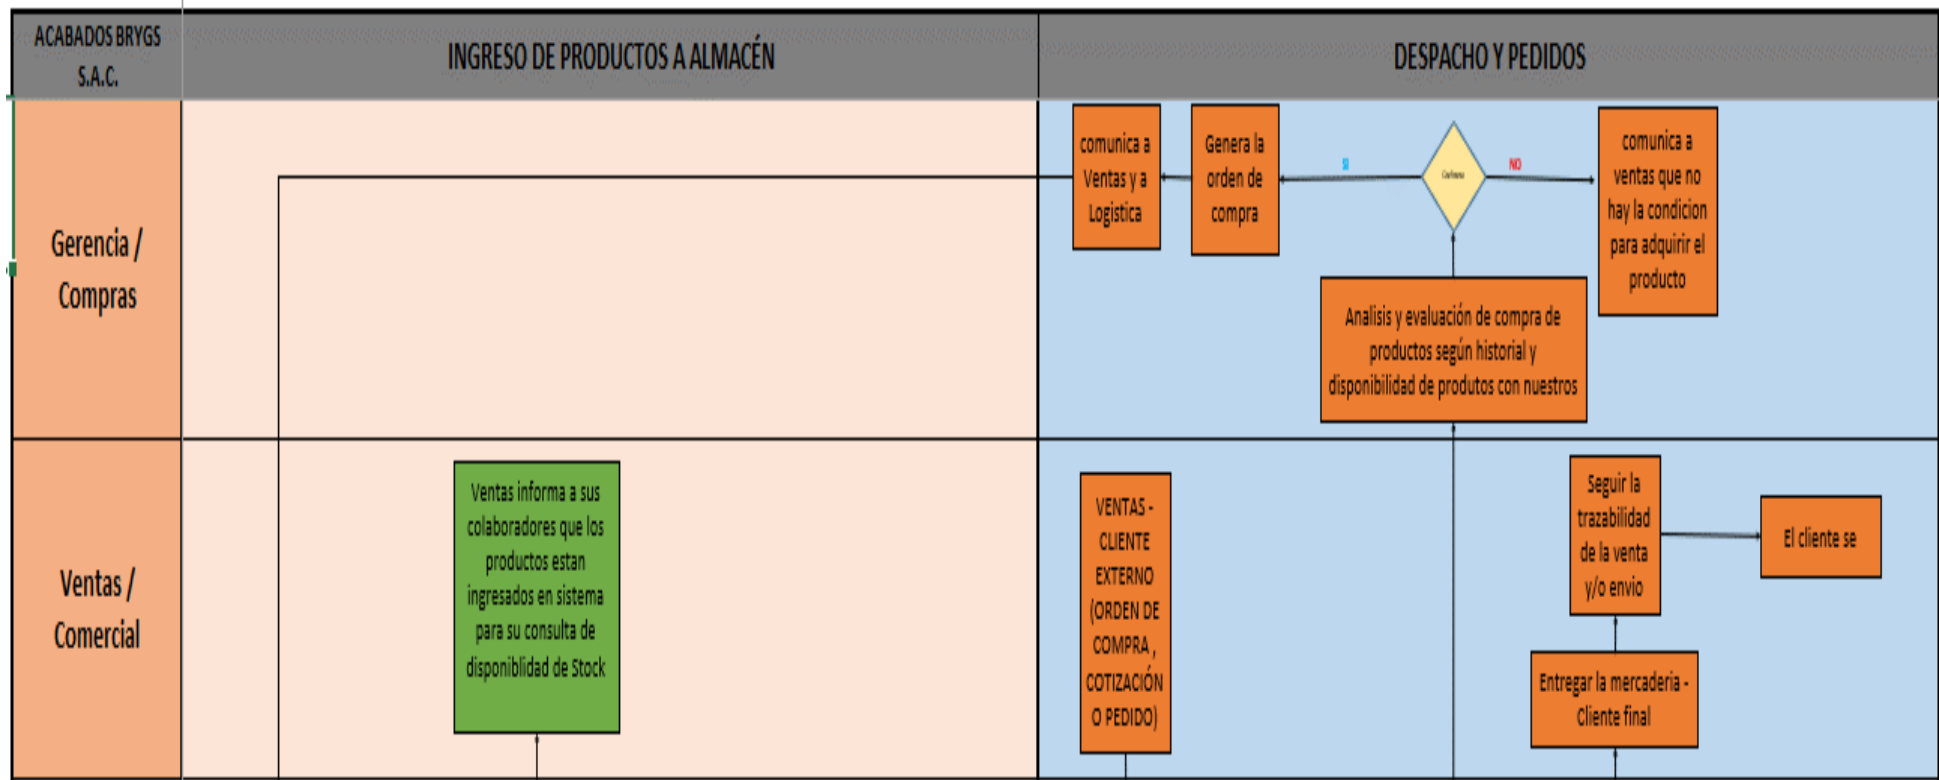 ACABADOS BRYGS
S.A.C.
INGRESO DE PRODUCTOS A ALMACÉN
DESPACHO Y PEDIDOS
Gerencia /
Compras
comunica a
Ventas y a
Logistica
Genera la
orden de
compra
SI
NO
comunica a
ventas que no
hay la condicion
para adquirir el
producto
Analisis y evaluación de compra de
productos según historial y
disponibilidad de produtos con nuestros
Ventas /
Comercial
Ventas informa a sus
colaboradores que los
productos estan
ingresados en sistema
para su consulta de
disponiblidad de Stock
VENTAS -
CLIENTE
EXTERNO
(ORDEN DE
COMPRA ,
COTIZACIÓN
O PEDIDO)
Seguir la
trazabilidad
de la venta
y/o envio
El cliente se
Entregar la mercaderia -
Cliente final